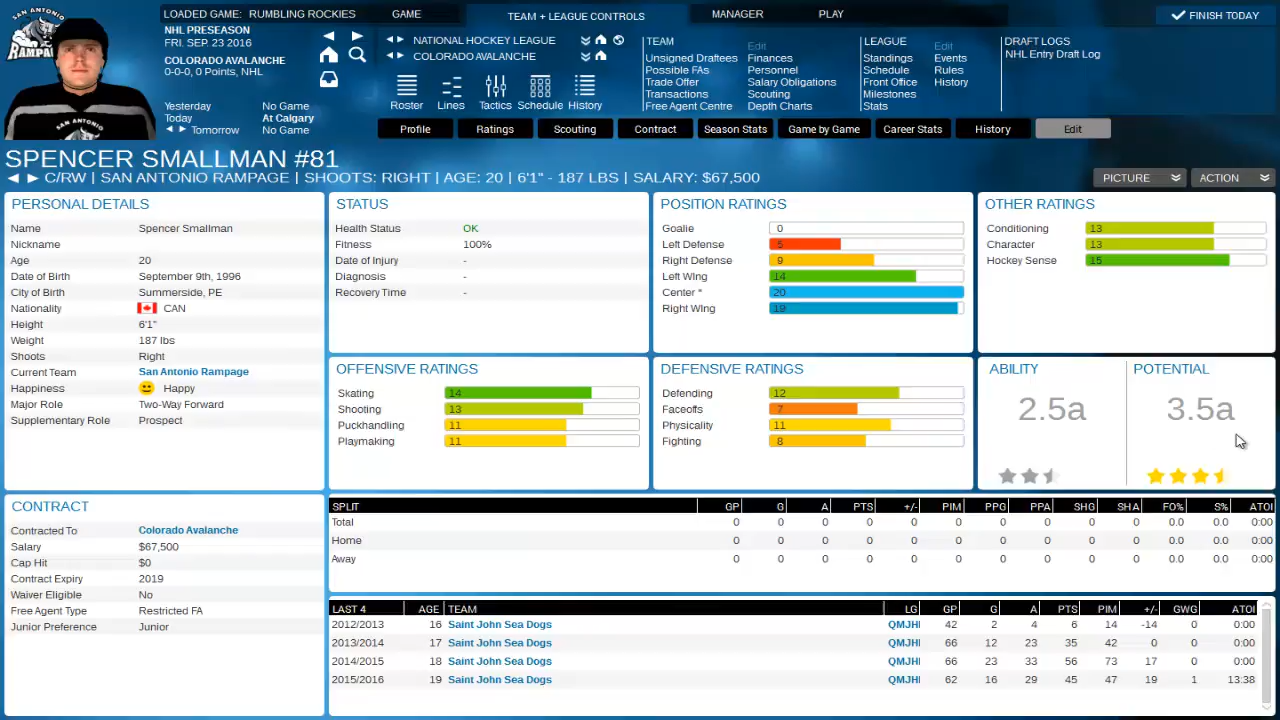 SAN ANTONIO
RAMPAGE
SAN ANTONIO
LOADED GAME: RUMBLING ROCKIES
GAME
TEAM + LEAGUE CONTROLS
MANAGER
PLAY
FINISH TODAY
NHL PRESEASON
FRI. SEP. 23 2016
COLORADO AVALANCHE
0-0-0, 0 Points, NHL
Yesterday No Game
Today At Calgary
Tomorrow No Game
NATIONAL HOCKEY LEAGUE
COLORADO AVALANCHE
Roster Lines Tactics Schedule History
TEAM Edit
Unsigned Draftees Finances
Possible FAs Personnel
Trade Offer Salary Obligations
Transactions Scouting
Free Agent Centre Depth Charts
LEAGUE Edit
Standings Events
Schedule Rules
Front Office History
Milestones
Stats
DRAFT LOGS
NHL Entry Draft Log
Profile Ratings Scouting Contract Season Stats Game by Game Career Stats History Edit
SPENCER SMALLMAN #81
C/RW | SAN ANTONIO RAMPAGE | SHOOTS: RIGHT | AGE: 20 | 6'1" - 187 LBS | SALARY: $67,500
PICTURE ACTION
PERSONAL DETAILS
Name Spencer Smallman
Nickname
Age 20
Date of Birth September 9th, 1996
City of Birth Summerside, PE
Nationality CAN
Height 6'1"
Weight 187 lbs
Shoots Right
Current Team San Antonio Rampage
Happiness Happy
Major Role Two-Way Forward
Supplementary Role Prospect
STATUS
Health Status OK
Fitness 100%
Date of Injury -
Diagnosis -
Recovery Time -
POSITION RATINGS
Goalie 0
Left Defense 5
Right Defense 9
Left Wing 14
Center * 20
Right Wing 19
OTHER RATINGS
Conditioning 13
Character 13
Hockey Sense 15
OFFENSIVE RATINGS
Skating 14
Shooting 13
Puckhandling 11
Playmaking 11
DEFENSIVE RATINGS
Defending 12
Faceoffs 7
Physicality 11
Fighting 8
ABILITY
2.5a
POTENTIAL
3.5a
CONTRACT
Contracted To Colorado Avalanche
Salary $67,500
Cap Hit $0
Contract Expiry 2019
Waiver Eligible No
Free Agent Type Restricted FA
Junior Preference Junior
SPLIT GP G A PTS +/- PIM PPG PPA SHG SHA FO% S% ATOI
Total 0 0 0 0 0 0 0 0 0 0 0.0 0.0 0:00
Home 0 0 0 0 0 0 0 0 0 0 0.0 0.0 0:00
Away 0 0 0 0 0 0 0 0 0 0 0.0 0.0 0:00
LAST 4 AGE TEAM LG GP G A PTS PIM +/- GWG ATOI
2012/2013 16 Saint John Sea Dogs QMJHL 42 2 4 6 14 -14 0 0:00
2013/2014 17 Saint John Sea Dogs QMJHL 66 12 23 35 42 0 0 0:00
2014/2015 18 Saint John Sea Dogs QMJHL 66 23 33 56 73 17 0 0:00
2015/2016 19 Saint John Sea Dogs QMJHL 62 16 29 45 47 19 1 13:38